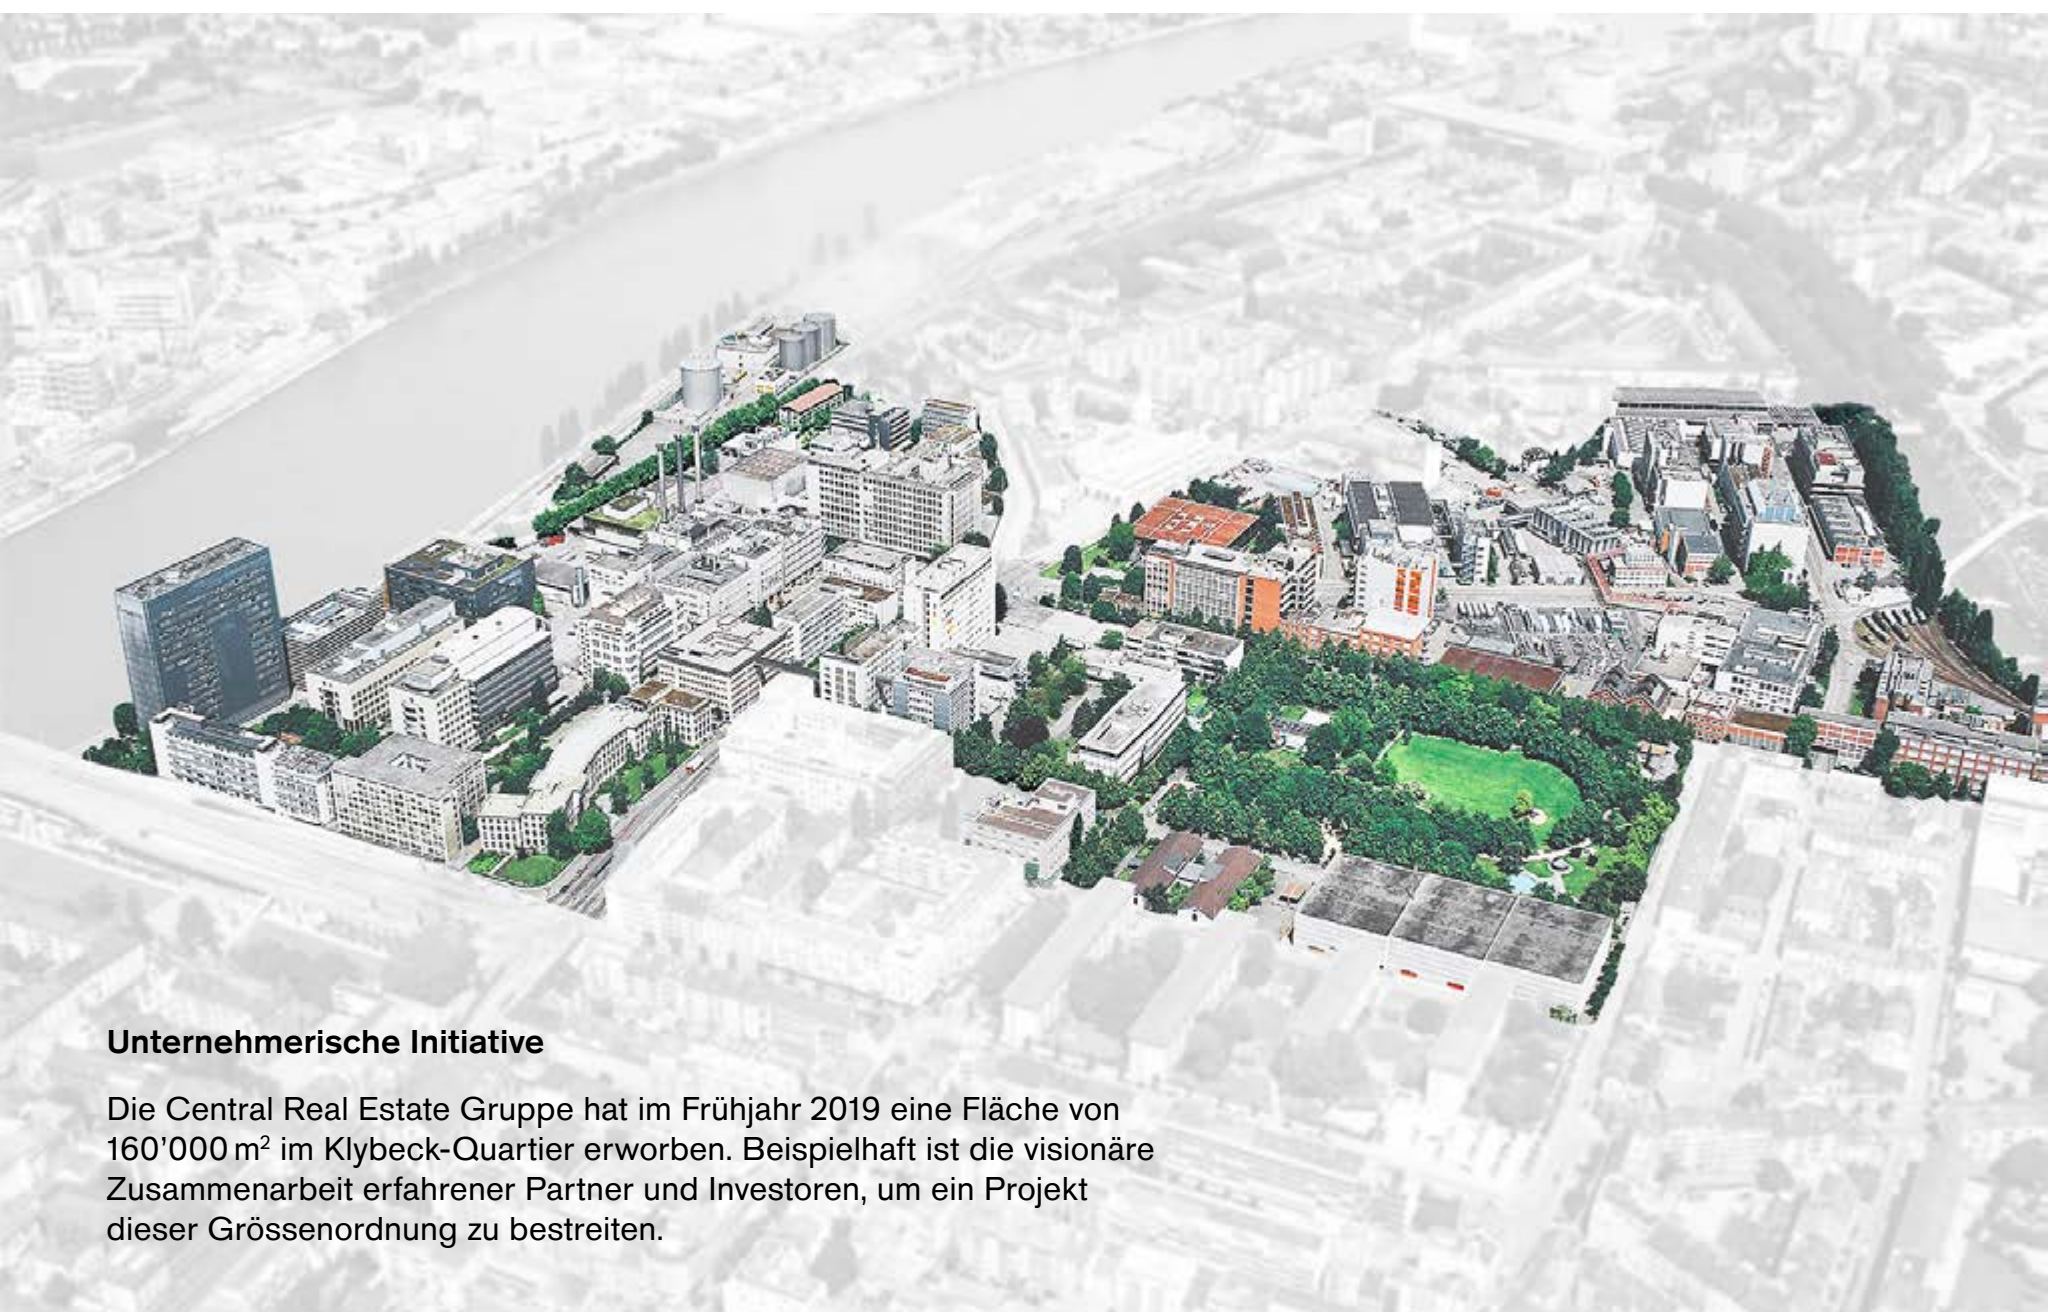 Unternehmerische Initiative
Die Central Real Estate Gruppe hat im Frühjahr 2019 eine Fläche von
160’000 m² im Klybeck-Quartier erworben. Beispielhaft ist die visionäre
Zusammenarbeit erfahrener Partner und Investoren, um ein Projekt
dieser Grössenordnung zu bestreiten.